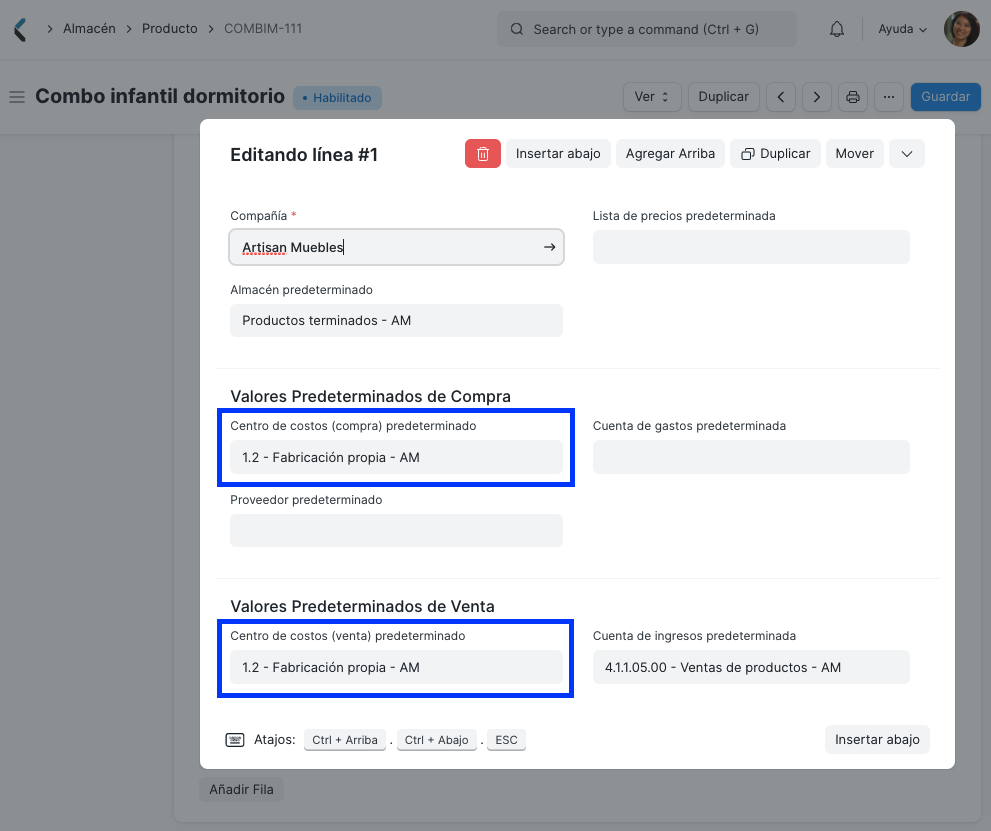 Almacén
Producto
COMBIM-111
Search or type a command (Ctrl + G)
Ayuda
Combo infantil dormitorio
Habilitado
Ver
Duplicar
Guardar
Editando línea #1
Insertar abajo
Agregar Arriba
Duplicar
Mover
Compañía *
Lista de precios predeterminada
Artisan Muebles
Almacén predeterminado
Productos terminados - AM
Valores Predeterminados de Compra
Centro de costos (compra) predeterminado
Cuenta de gastos predeterminada
1.2 - Fabricación propia - AM
Proveedor predeterminado
Valores Predeterminados de Venta
Centro de costos (venta) predeterminado
Cuenta de ingresos predeterminada
1.2 - Fabricación propia - AM
4.1.1.05.00 - Ventas de productos - AM
Atajos: Ctrl + Arriba . Ctrl + Abajo . ESC
Insertar abajo
Añadir Fila